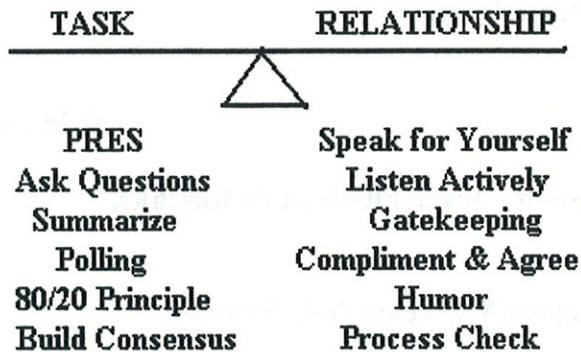 TASK RELATIONSHIP
PRES Speak for Yourself
Ask Questions Listen Actively
Summarize Gatekeeping
Polling Compliment & Agree
80/20 Principle Humor
Build Consensus Process Check